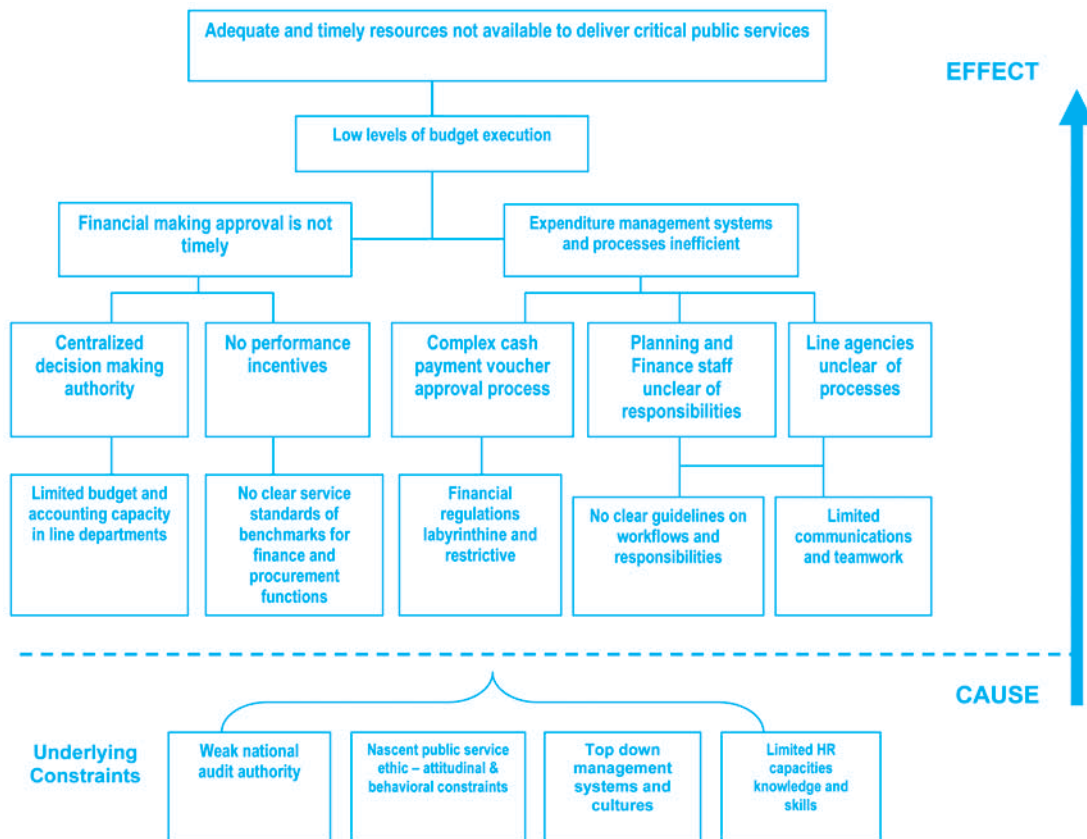 Adequate and timely resources not available to deliver critical public services
EFFECT
Low levels of budget execution
Financial making approval is not
timely
Expenditure management systems
and processes inefficient
Centralized
decision making
authority
No performance
incentives
Complex cash
payment voucher
approval process
Planning and
Finance staff
unclear of
responsibilities
Line agencies
unclear of
processes
Limited budget and
accounting capacity
in line departments
No clear service
standards of
benchmarks for
finance and
procurement
functions
Financial
regulations
labyrinthine and
restrictive
No clear guidelines on
workflows and
responsibilities
Limited
communications
and teamwork
CAUSE
Underlying
Constraints
Weak national
audit authority
Nascent public service
ethic – attitudinal &
behavioral constraints
Top down
management
systems and
cultures
Limited HR
capacities
knowledge and
skills